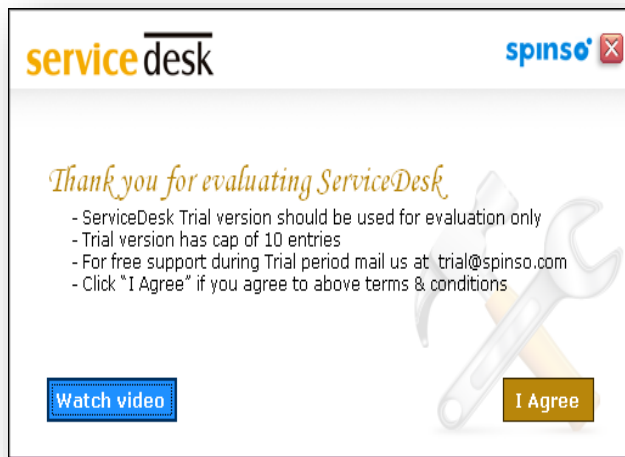 service desk
spinso
Thank you for evaluating ServiceDesk
- ServiceDesk Trial version should be used for evaluation only
- Trial version has cap of 10 entries
- For free support during Trial period mail us at trial@spinso.com
- Click “I Agree” if you agree to above terms & conditions
Watch video
I Agree